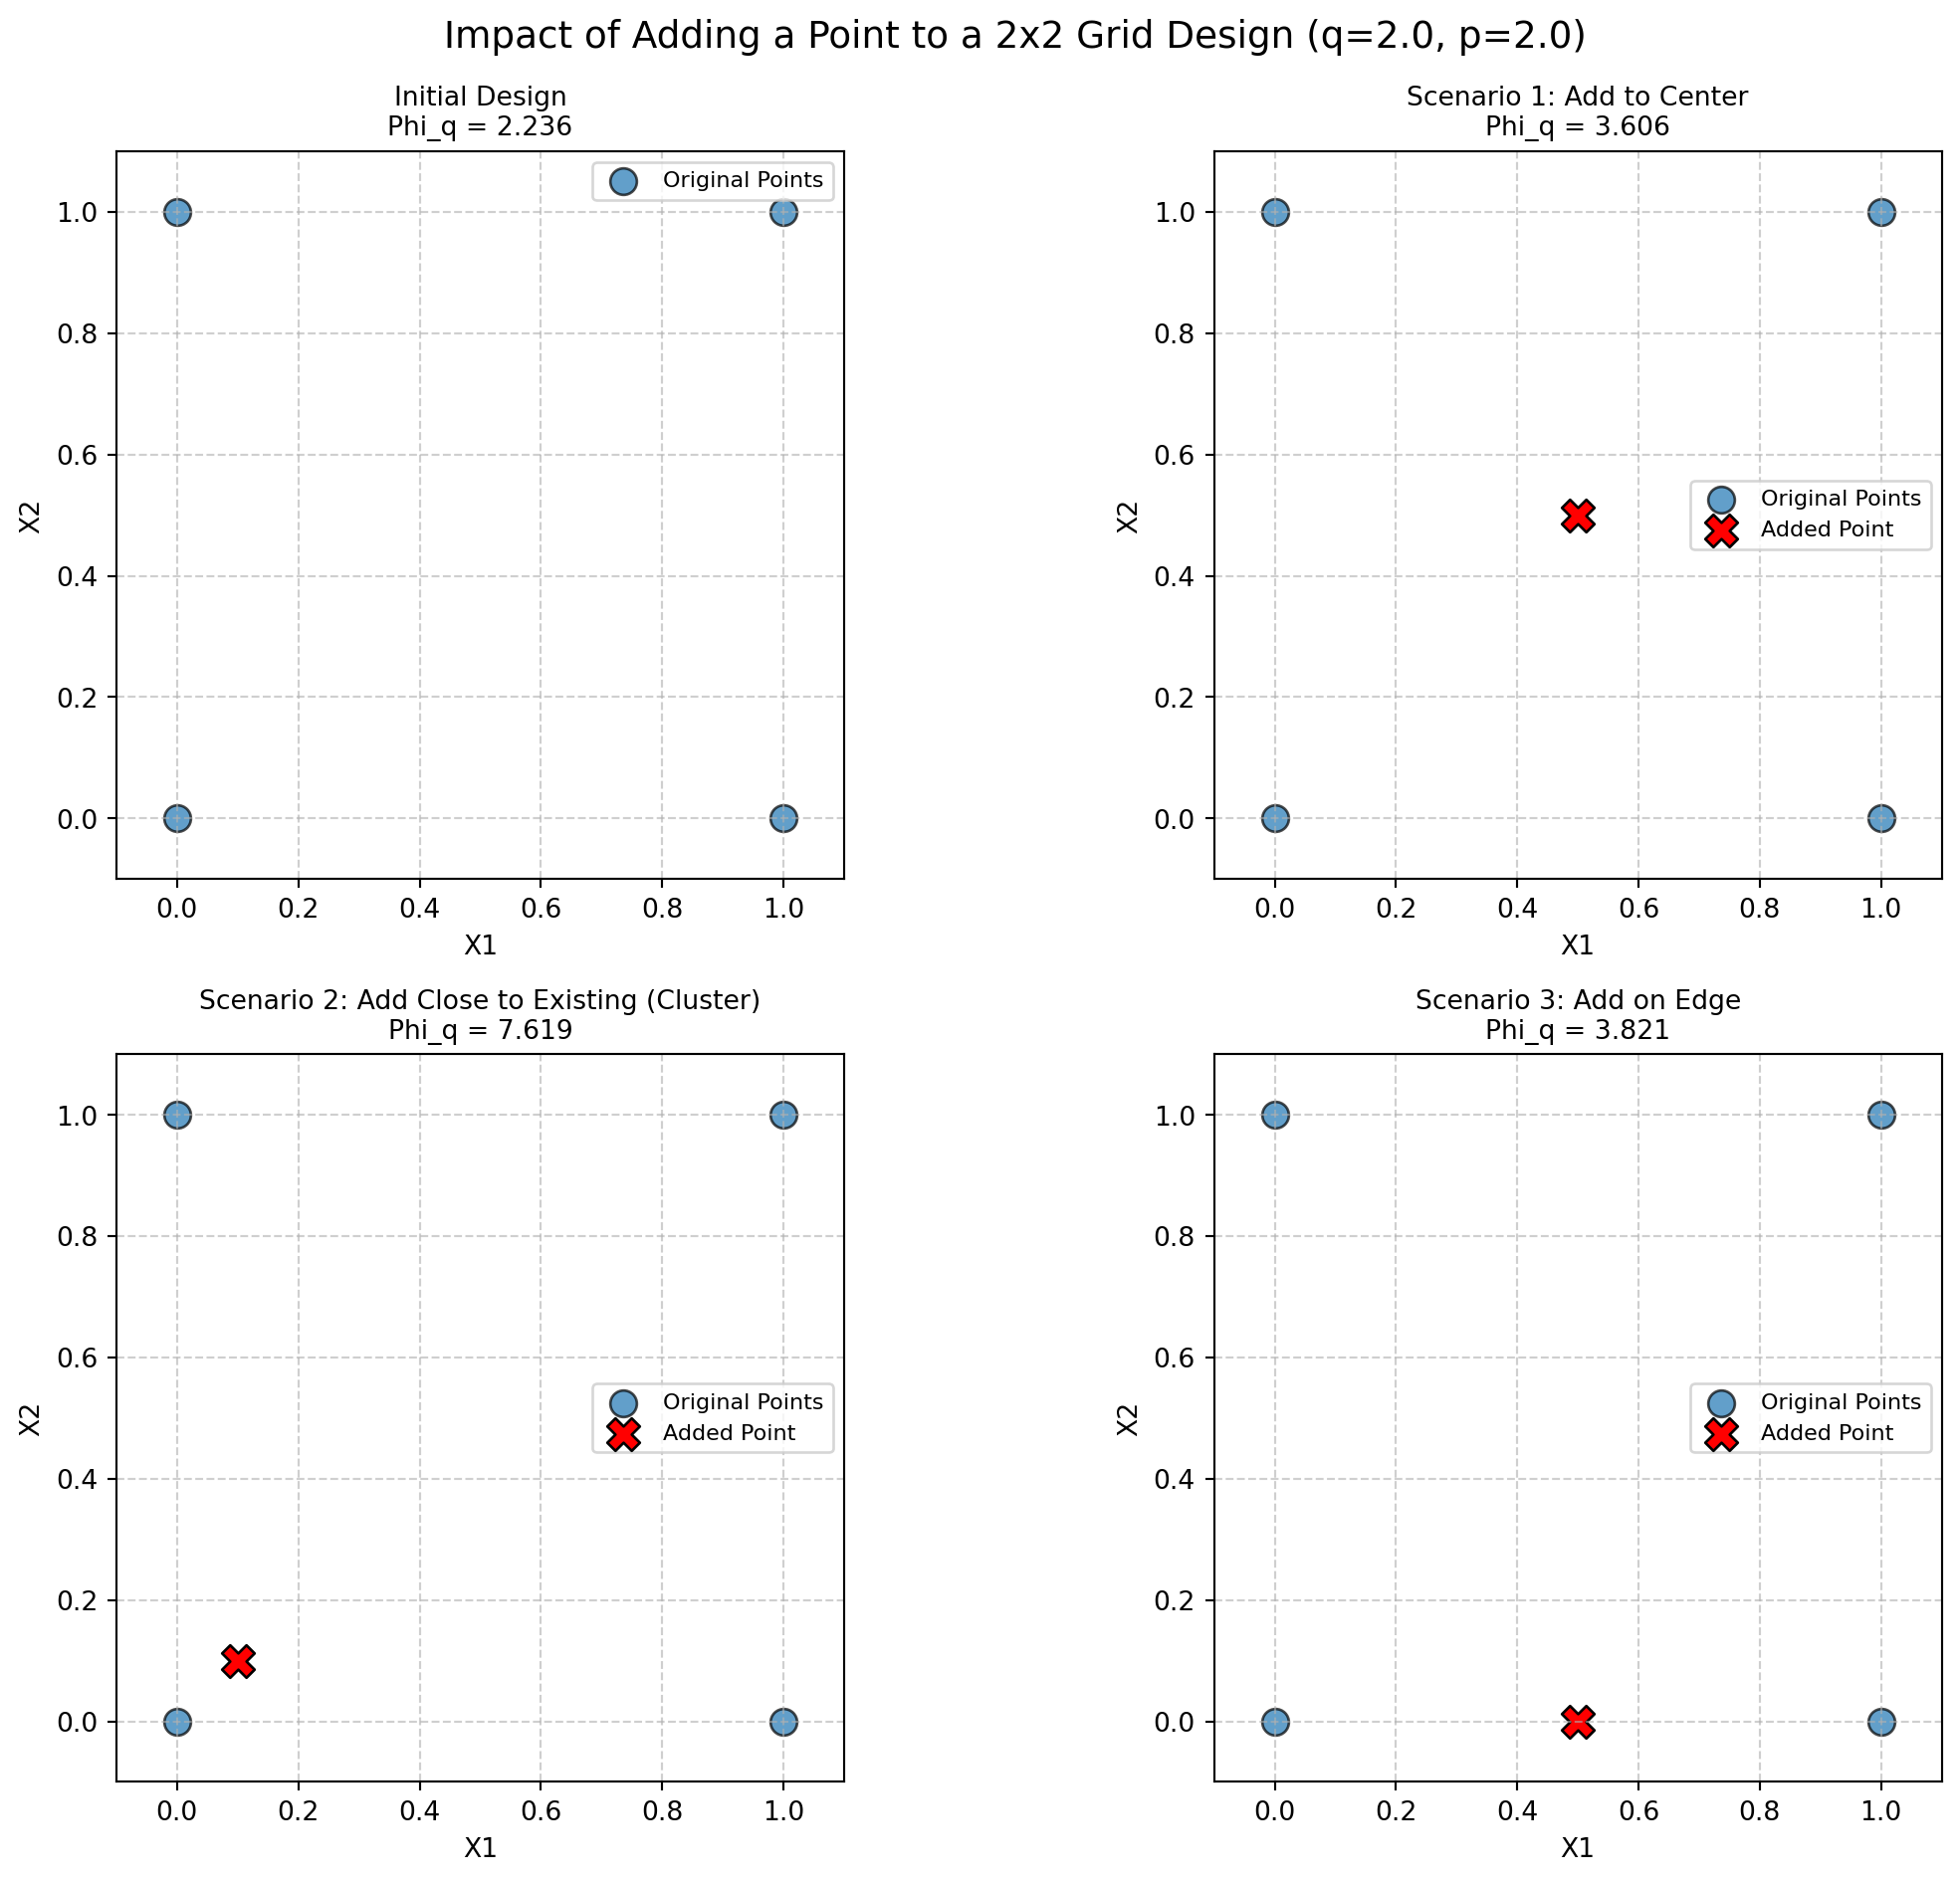 Impact of Adding a Point to a 2x2 Grid Design (q=2.0, p=2.0)
Initial Design
Phi_q = 2.236
Original Points
1.0
0.8
0.6
0.4
0.2
0.0
X2
0.0 0.2 0.4 0.6 0.8 1.0
X1
Scenario 1: Add to Center
Phi_q = 3.606
Original Points
Added Point
1.0
0.8
0.6
0.4
0.2
0.0
X2
0.0 0.2 0.4 0.6 0.8 1.0
X1
Scenario 2: Add Close to Existing (Cluster)
Phi_q = 7.619
Original Points
Added Point
1.0
0.8
0.6
0.4
0.2
0.0
X2
0.0 0.2 0.4 0.6 0.8 1.0
X1
Scenario 3: Add on Edge
Phi_q = 3.821
Original Points
Added Point
1.0
0.8
0.6
0.4
0.2
0.0
X2
0.0 0.2 0.4 0.6 0.8 1.0
X1